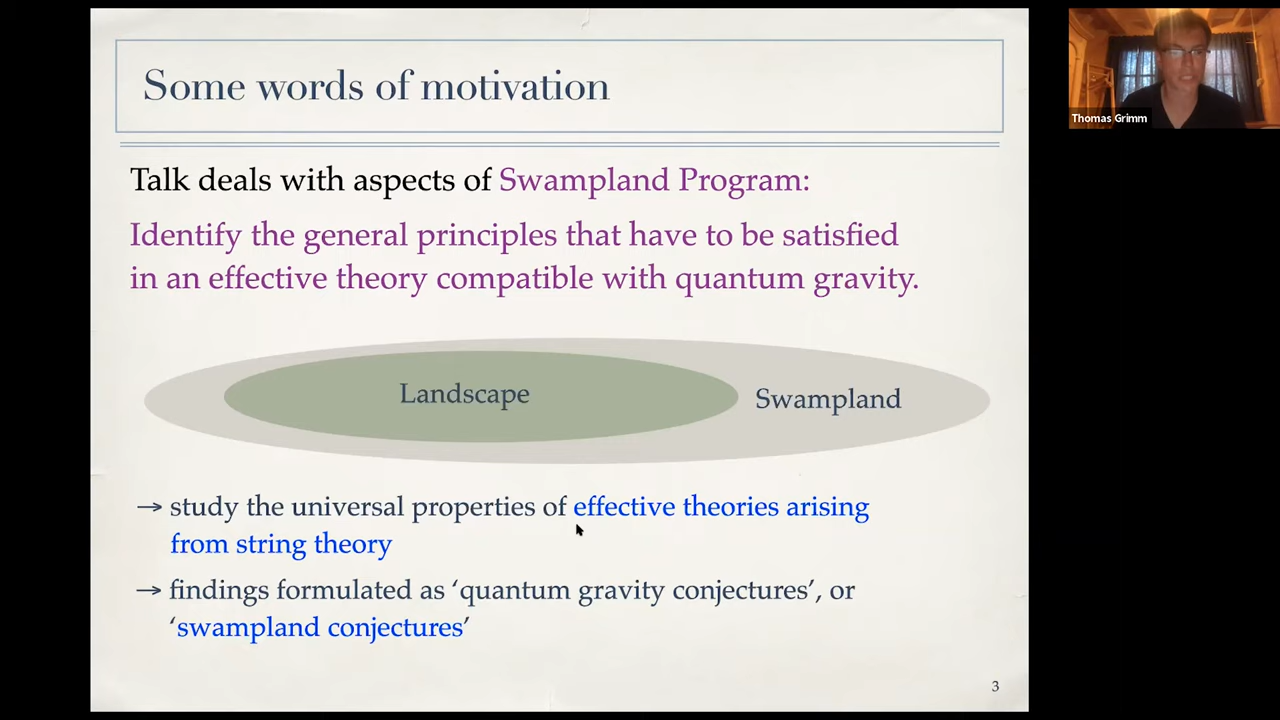 Some words of motivation
Thomas Grimm
Talk deals with aspects of Swampland Program:
Identify the general principles that have to be satisfied
in an effective theory compatible with quantum gravity.
Landscape
Swampland
→ study the universal properties of effective theories arising
from string theory
→ findings formulated as ‘quantum gravity conjectures’, or
‘swampland conjectures’
3